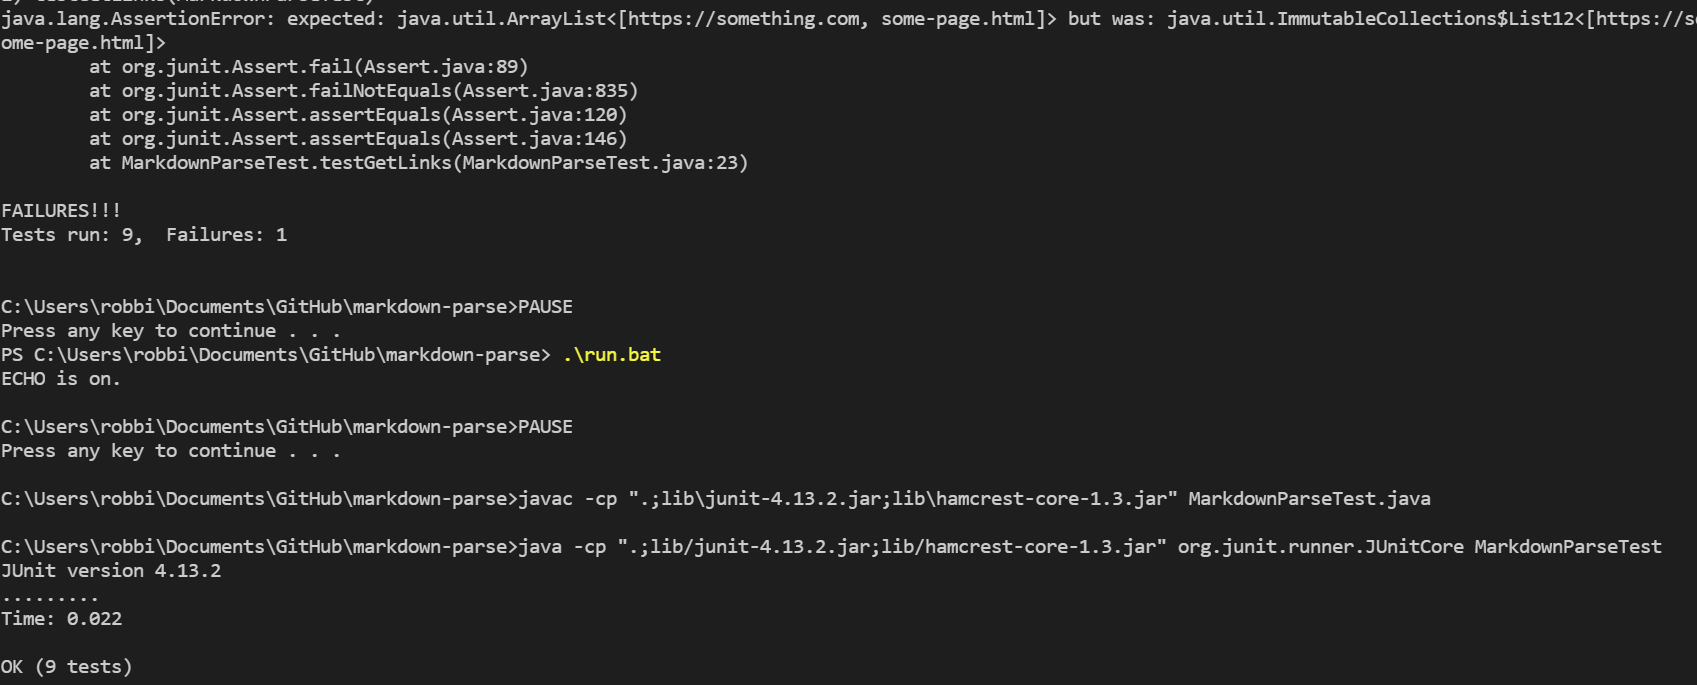 java.lang.AssertionError: expected: java.util.ArrayList<[https://something.com, some-page.html]> but was: java.util.ImmutableCollections$List12<[https://s
ome-page.html]>
        at org.junit.Assert.fail(Assert.java:89)
        at org.junit.Assert.failNotEquals(Assert.java:835)
        at org.junit.Assert.assertEquals(Assert.java:120)
        at org.junit.Assert.assertEquals(Assert.java:146)
        at MarkdownParseTest.testGetLinks(MarkdownParseTest.java:23)
FAILURES!!!
Tests run: 9,  Failures: 1
C:\Users\robbi\Documents\GitHub\markdown-parse>PAUSE
Press any key to continue . . .
PS C:\Users\robbi\Documents\GitHub\markdown-parse> .\run.bat
ECHO is on.
C:\Users\robbi\Documents\GitHub\markdown-parse>PAUSE
Press any key to continue . . .
C:\Users\robbi\Documents\GitHub\markdown-parse>javac -cp ".;lib\junit-4.13.2.jar;lib\hamcrest-core-1.3.jar" MarkdownParseTest.java
C:\Users\robbi\Documents\GitHub\markdown-parse>java -cp ".;lib/junit-4.13.2.jar;lib/hamcrest-core-1.3.jar" org.junit.runner.JUnitCore MarkdownParseTest
JUnit version 4.13.2
.........
Time: 0.022
OK (9 tests)